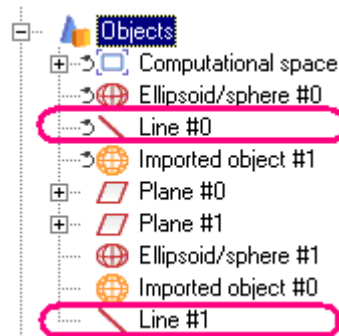 Objects
Computational space
Ellipsoid/sphere #0
Line #0
Imported object #1
Plane #0
Plane #1
Ellipsoid/sphere #1
Imported object #0
Line #1